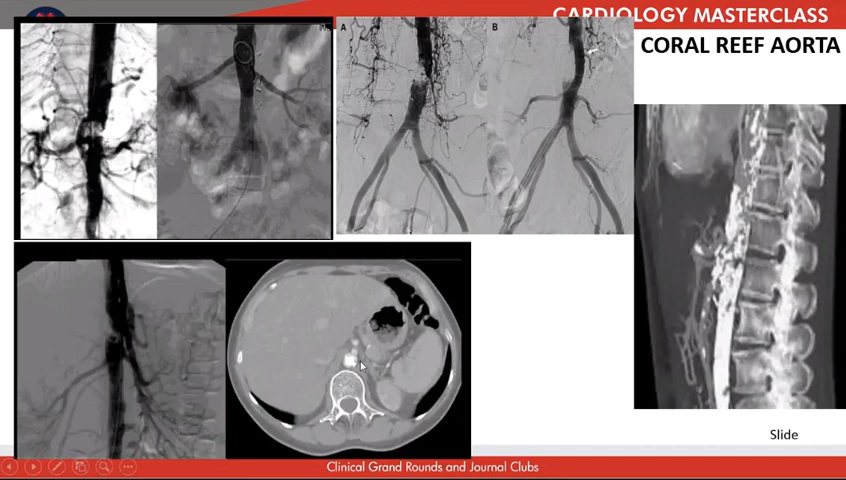 CARDIOLOGY MASTERCLASS
CORAL REEF AORTA
A
B
Slide
Clinical Grand Rounds and Journal Clubs